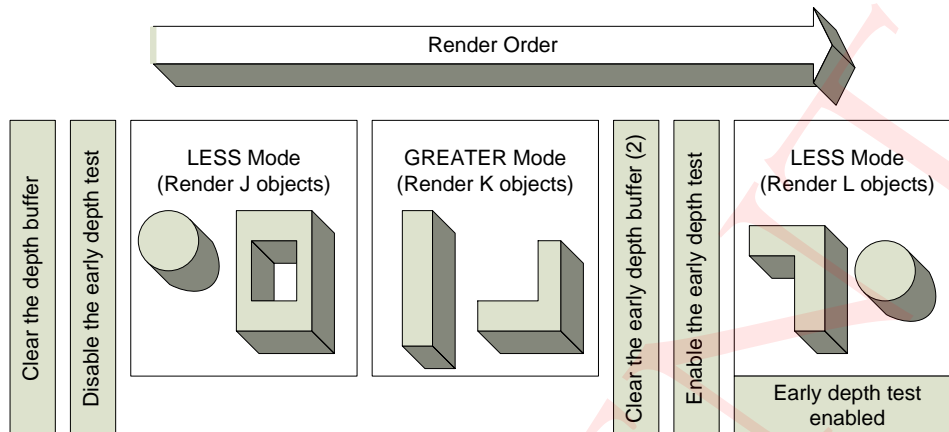 Render Order
Clear the depth buffer
Disable the early depth test
LESS Mode
(Render J objects)
GREATER Mode
(Render K objects)
Clear the early depth buffer (2)
Enable the early depth test
LESS Mode
(Render L objects)
Early depth test
enabled